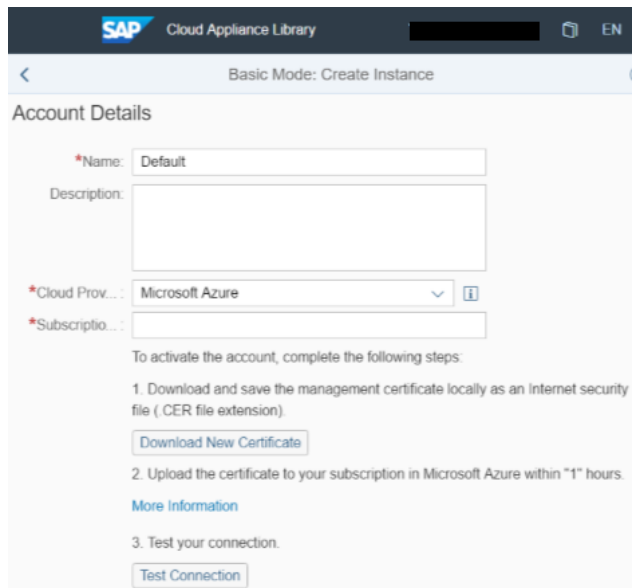 SAP Cloud Appliance Library EN
Basic Mode: Create Instance
Account Details
*Name: Default
Description:
*Cloud Prov... : Microsoft Azure
*Subscriptio... :
To activate the account, complete the following steps:
1. Download and save the management certificate locally as an Internet security
file (.CER file extension).
Download New Certificate
2. Upload the certificate to your subscription in Microsoft Azure within "1" hours.
More Information
3. Test your connection.
Test Connection